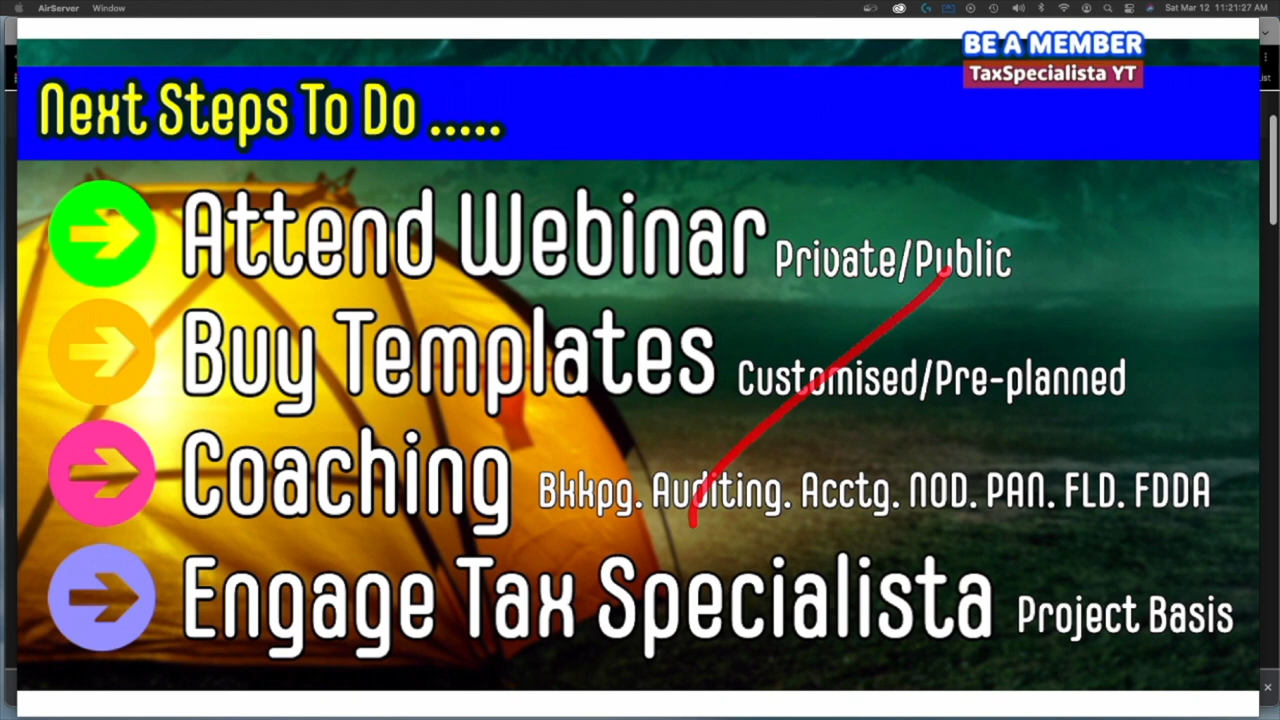 AirServer Window Sat Mar 12 11:21:27 AM
BE A MEMBER
TaxSpecialista YT
Next Steps To Do .....
Attend Webinar Private/Public
Buy Templates Customised/Pre-planned
Coaching Bkkpg. Auditing. Acctg. NOD. PAN. FLD. FDDA
Engage Tax Specialista Project Basis